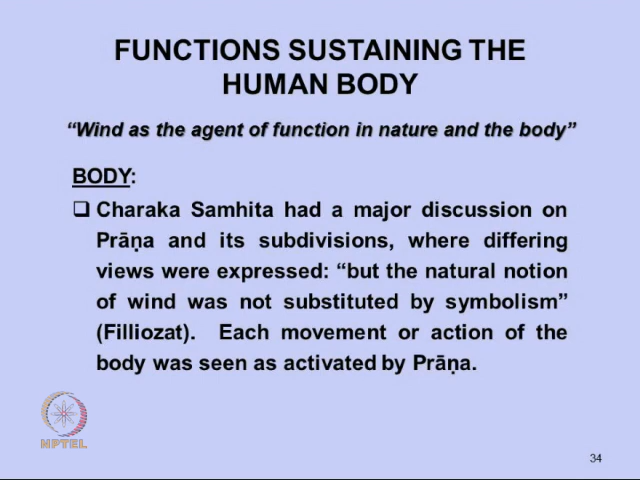 FUNCTIONS SUSTAINING THE
HUMAN BODY
“Wind as the agent of function in nature and the body”
BODY:
❑ Charaka Samhita had a major discussion on
Prāṇa and its subdivisions, where differing
views were expressed: “but the natural notion
of wind was not substituted by symbolism”
(Filliozat). Each movement or action of the
body was seen as activated by Prāṇa.
NPTEL
34